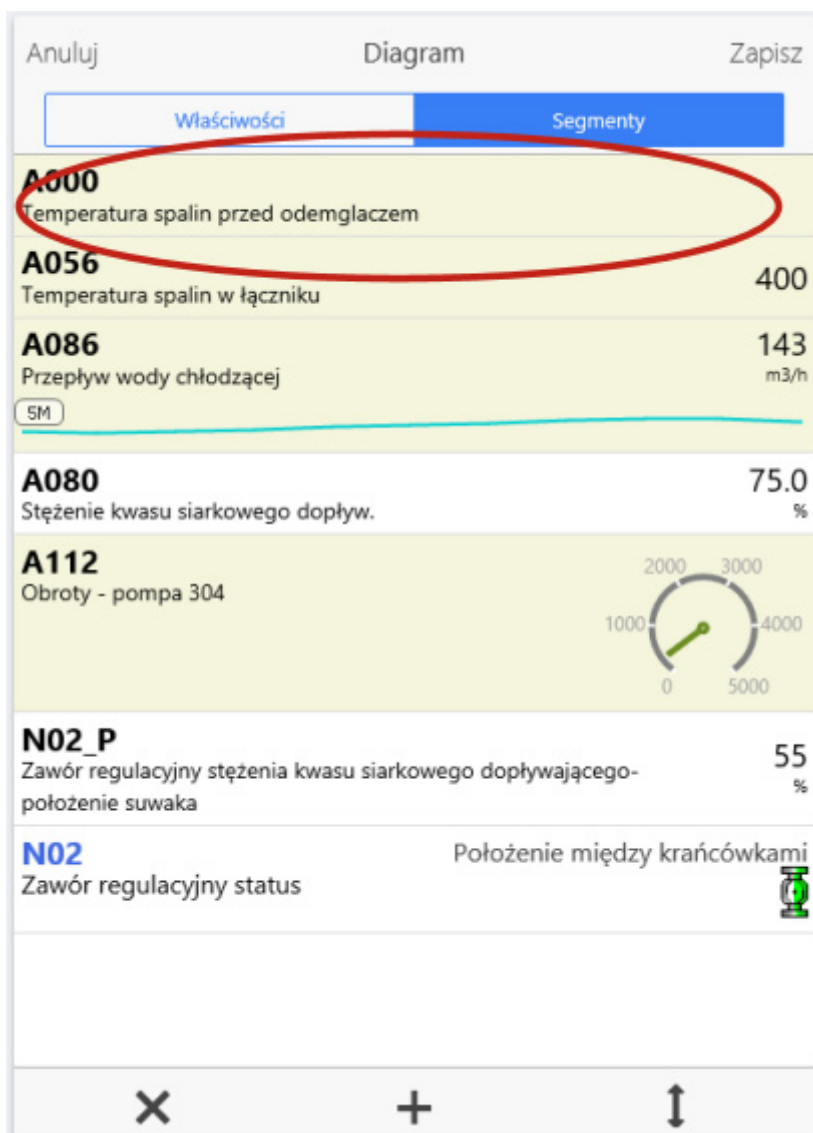 Anuluj Diagram Zapisz
Właściwości Segmenty
A000
Temperatura spalin przed odemglaczem
A056
Temperatura spalin w łączniku
400
A086
Przepływ wody chłodzącej
143
m3/h
5M
A080
Stężenie kwasu siarkowego dopływ.
75.0
%
A112
Obroty - pompa 304
2000 3000
1000 4000
0 5000
N02_P
Zawór regulacyjny stężenia kwasu siarkowego dopływającego-
położenie suwaka
55
%
N02 Położenie między krańcówkami
Zawór regulacyjny status